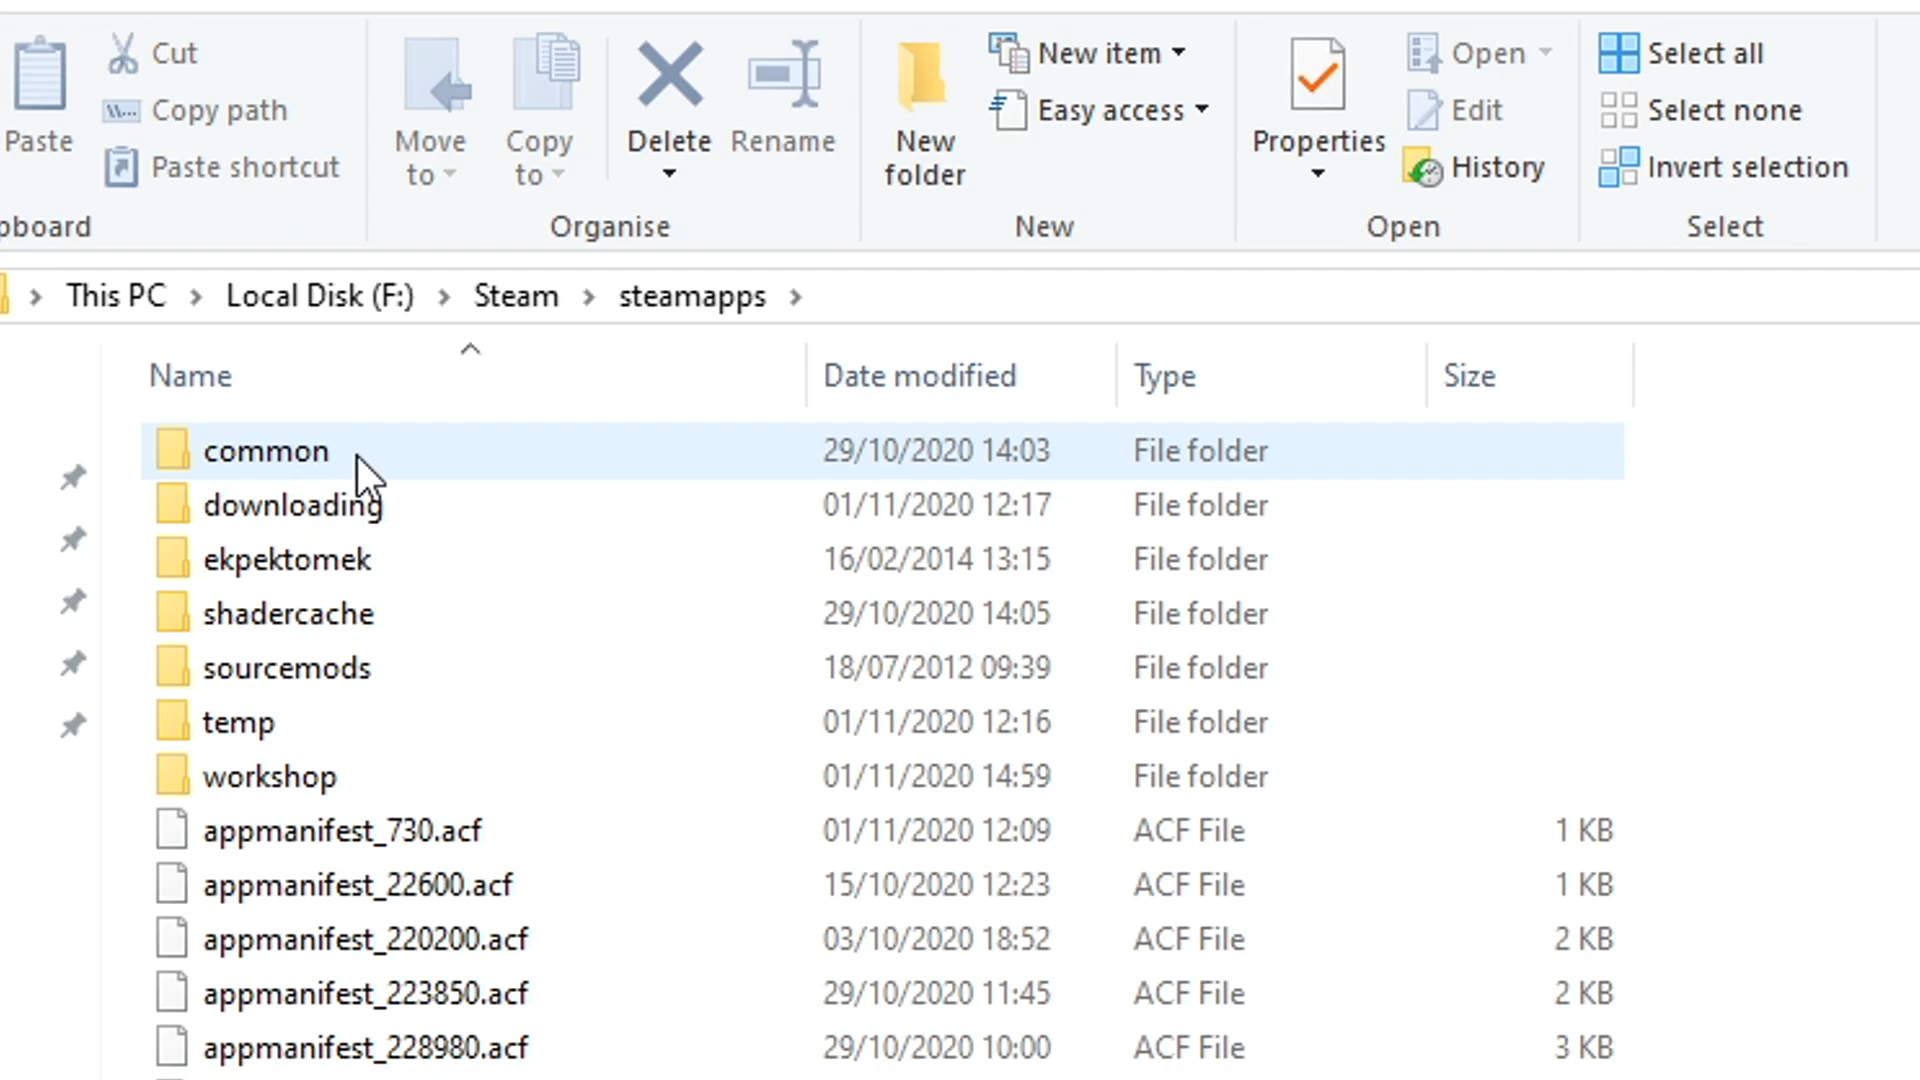 Paste
Cut
Copy path
Paste shortcut
pboard
Move to
Copy to
Delete
Rename
Organise
New folder
New item
Easy access
New
Properties
Open
Edit
History
Open
Select all
Select none
Invert selection
Select
This PC > Local Disk (F:) > Steam > steamapps >
Name Date modified Type Size
common 29/10/2020 14:03 File folder
downloading 01/11/2020 12:17 File folder
ekpektomek 16/02/2014 13:15 File folder
shadercache 29/10/2020 14:05 File folder
sourcemods 18/07/2012 09:39 File folder
temp 01/11/2020 12:16 File folder
workshop 01/11/2020 14:59 File folder
appmanifest_730.acf 01/11/2020 12:09 ACF File 1 KB
appmanifest_22600.acf 15/10/2020 12:23 ACF File 1 KB
appmanifest_220200.acf 03/10/2020 18:52 ACF File 2 KB
appmanifest_223850.acf 29/10/2020 11:45 ACF File 2 KB
appmanifest_228980.acf 29/10/2020 10:00 ACF File 3 KB